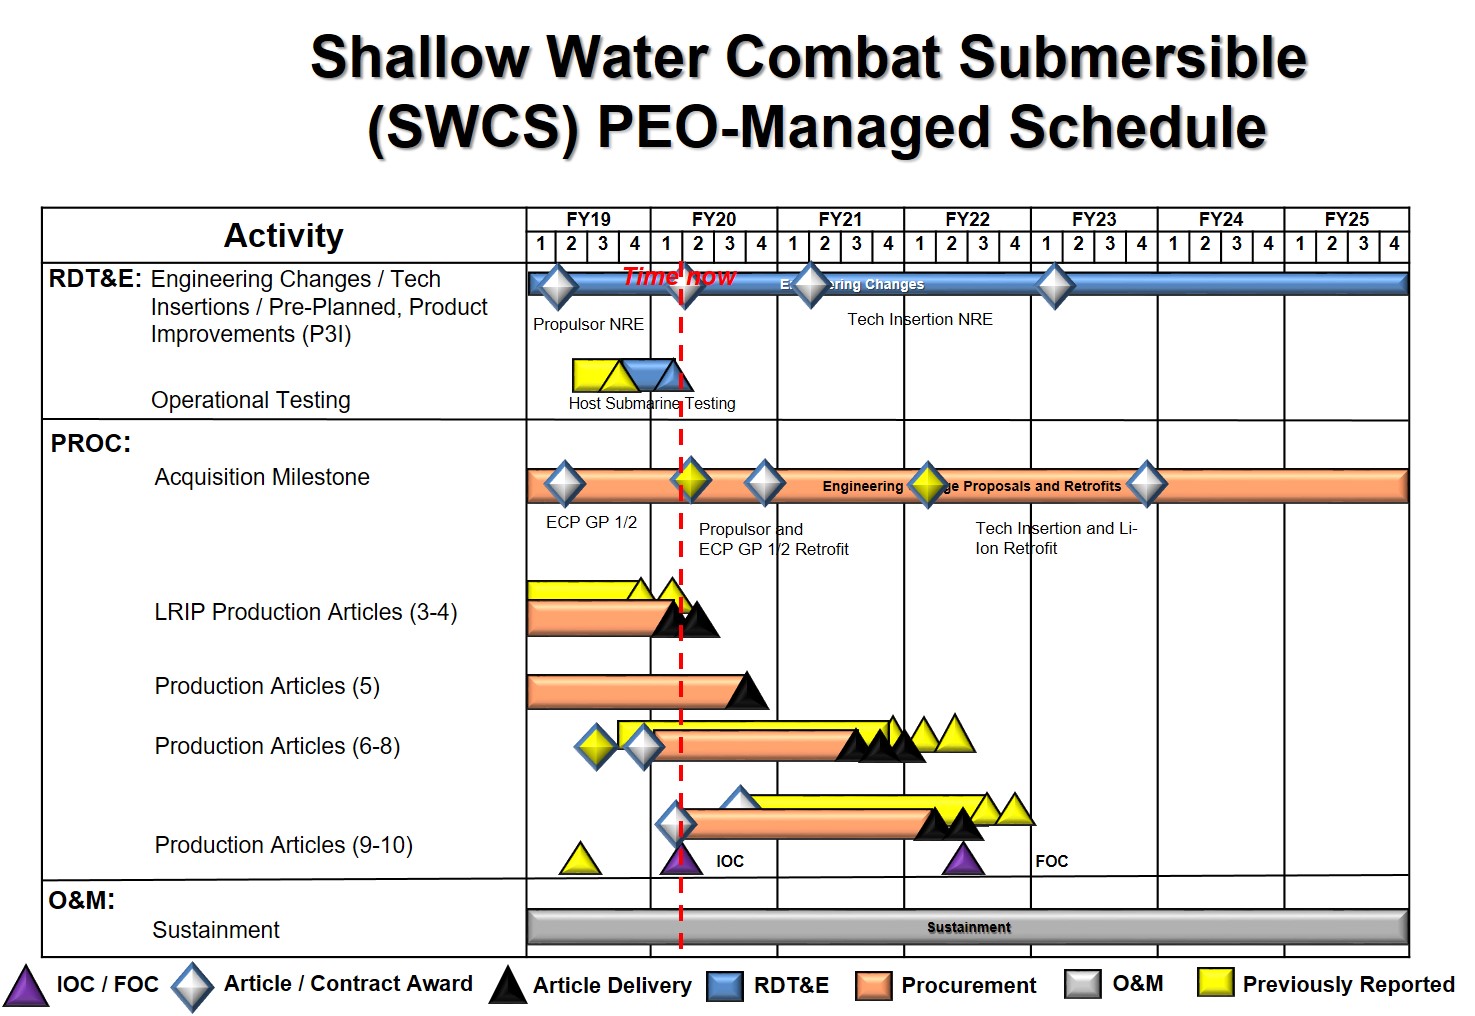 Shallow Water Combat Submersible
(SWCS) PEO-Managed Schedule
Activity
FY19 FY20 FY21 FY22 FY23 FY24 FY25
1 2 3 4 1 2 3 4 1 2 3 4 1 2 3 4 1 2 3 4 1 2 3 4 1 2 3 4
RDT&E: Engineering Changes / Tech
Insertions / Pre-Planned, Product
Improvements (P3I)
Time now
Changes
Propulsor NRE
Tech Insertion NRE
Operational Testing
Host Submarine Testing
PROC:
Acquisition Milestone
Engineering Proposals and Retrofits
ECP GP 1/2
Propulsor and
ECP GP 1/2 Retrofit
Tech Insertion and Li-
Ion Retrofit
LRIP Production Articles (3-4)
Production Articles (5)
Production Articles (6-8)
Production Articles (9-10)
IOC
FOC
O&M:
Sustainment
Sustainment
IOC / FOC
Article / Contract Award
Article Delivery
RDT&E
Procurement
O&M
Previously Reported